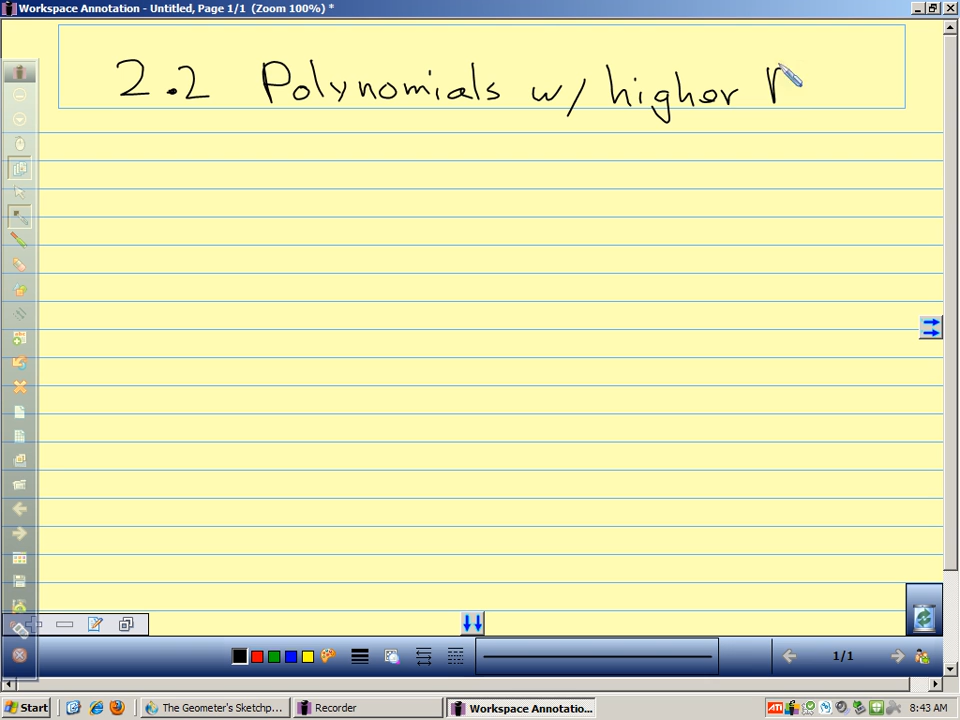 Workspace Annotation - Untitled, Page 1/1 (Zoom 100%) *
2.2 Polynomials w/ higher
1/1
Start
The Geometer's Sketchp...
Recorder
Workspace Annotatio...
ATI
8:43 AM